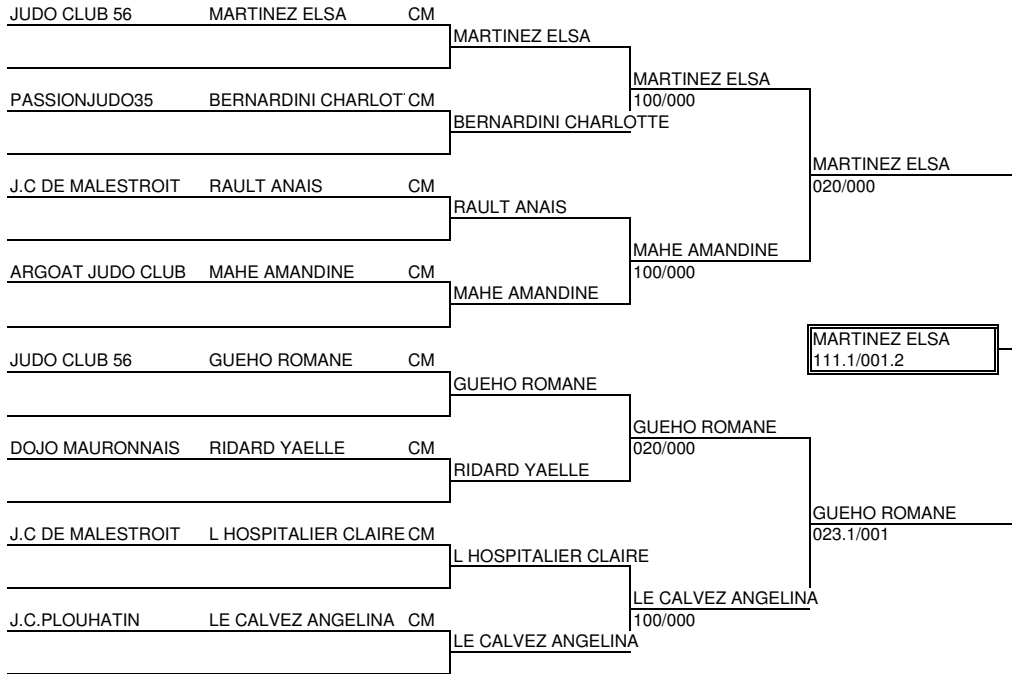 JUDO CLUB 56 MARTINEZ ELSA CM
MARTINEZ ELSA
MARTINEZ ELSA
100/000
PASSIONJUDO35 BERNARDINI CHARLOT CM
BERNARDINI CHARLOTTE
MARTINEZ ELSA
020/000
J.C DE MALESTROIT RAULT ANAIS CM
RAULT ANAIS
MAHE AMANDINE
100/000
ARGOAT JUDO CLUB MAHE AMANDINE CM
MAHE AMANDINE
MARTINEZ ELSA
111.1/001.2
JUDO CLUB 56 GUEHO ROMANE CM
GUEHO ROMANE
GUEHO ROMANE
020/000
DOJO MAURONNAIS RIDARD YAELLE CM
RIDARD YAELLE
GUEHO ROMANE
023.1/001
J.C DE MALESTROIT L HOSPITALIER CLAIRE CM
L HOSPITALIER CLAIRE
LE CALVEZ ANGELINA
100/000
J.C.PLOUHATIN LE CALVEZ ANGELINA CM
LE CALVEZ ANGELINA